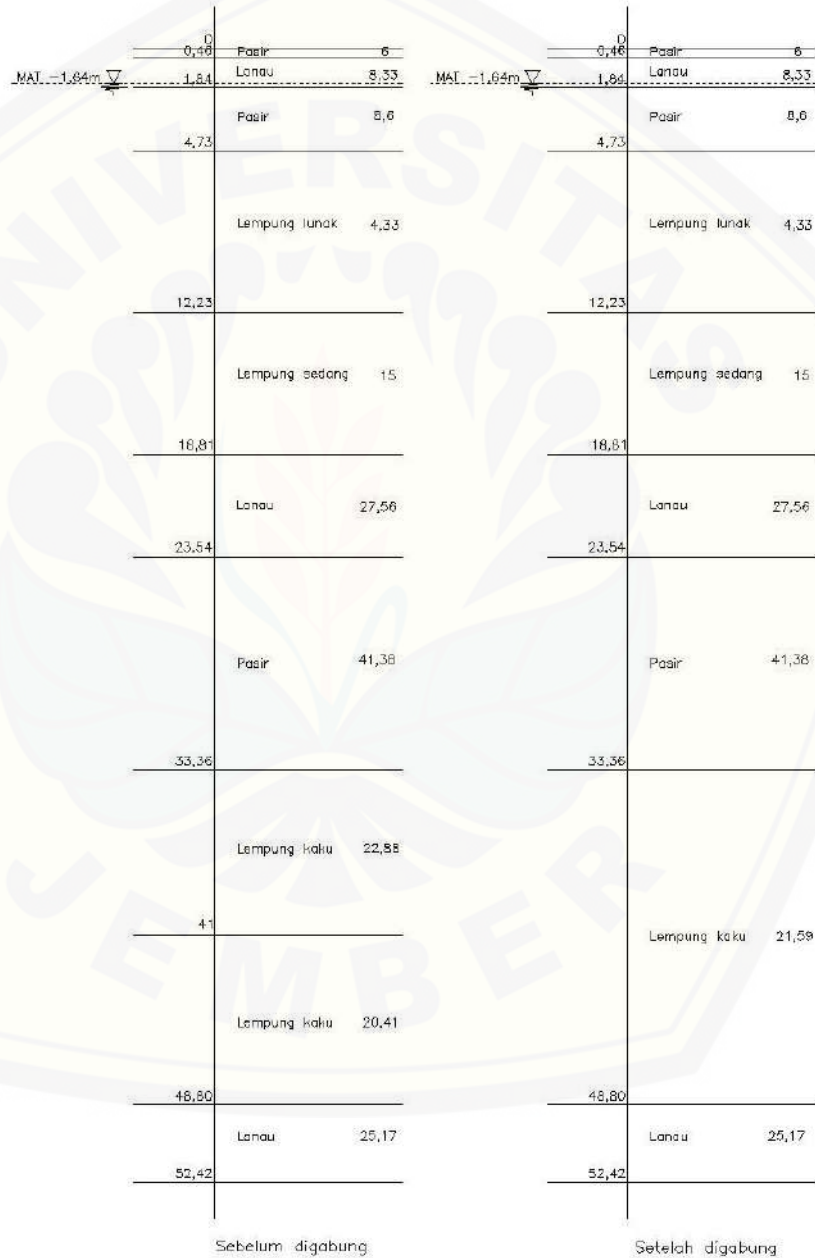 0
0,46 Pasir 6
MAT -1,64m 1,84 Lanau 8,33
Pasir 8,6
4,73
Lempung lunak 4,33
12,23
Lempung sedang 15
18,81
Lanau 27,56
23,54
Pasir 41,38
33,36
Lempung kaku 22,88
41
Lempung kaku 20,41
48,80
Lanau 25,17
52,42
Sebelum digabung
0
0,46 Pasir 6
MAT -1,64m 1,84 Lanau 8,33
Pasir 8,6
4,73
Lempung lunak 4,33
12,23
Lempung sedang 15
18,81
Lanau 27,56
23,54
Pasir 41,38
33,36
Lempung kaku 21,59
48,80
Lanau 25,17
52,42
Setelah digabung
UNIVERSITAS
JEMBER